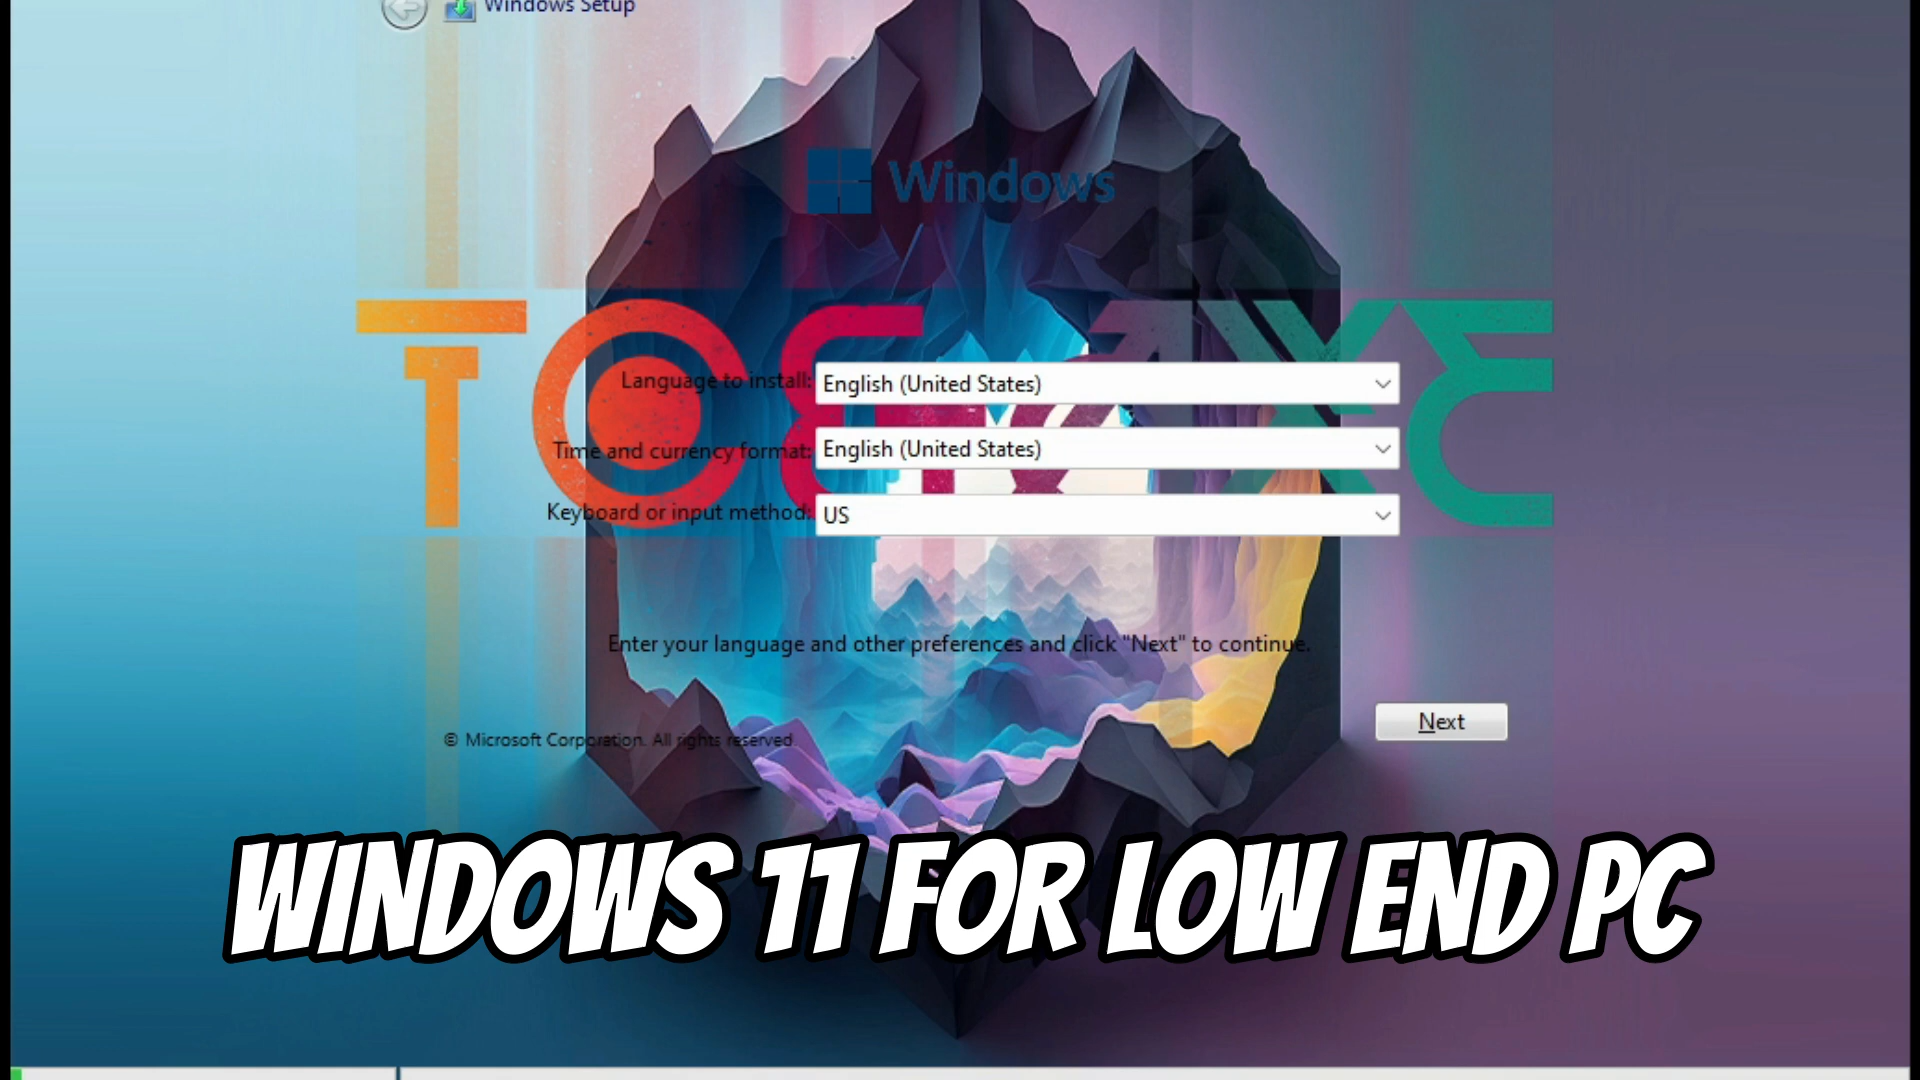 Windows Setup
Windows
Language to install: English (United States)
Time and currency format: English (United States)
Keyboard or input method: US
Enter your language and other preferences and click "Next" to continue.
Next
© Microsoft Corporation. All rights reserved.
WINDOWS 11 FOR LOW END PC